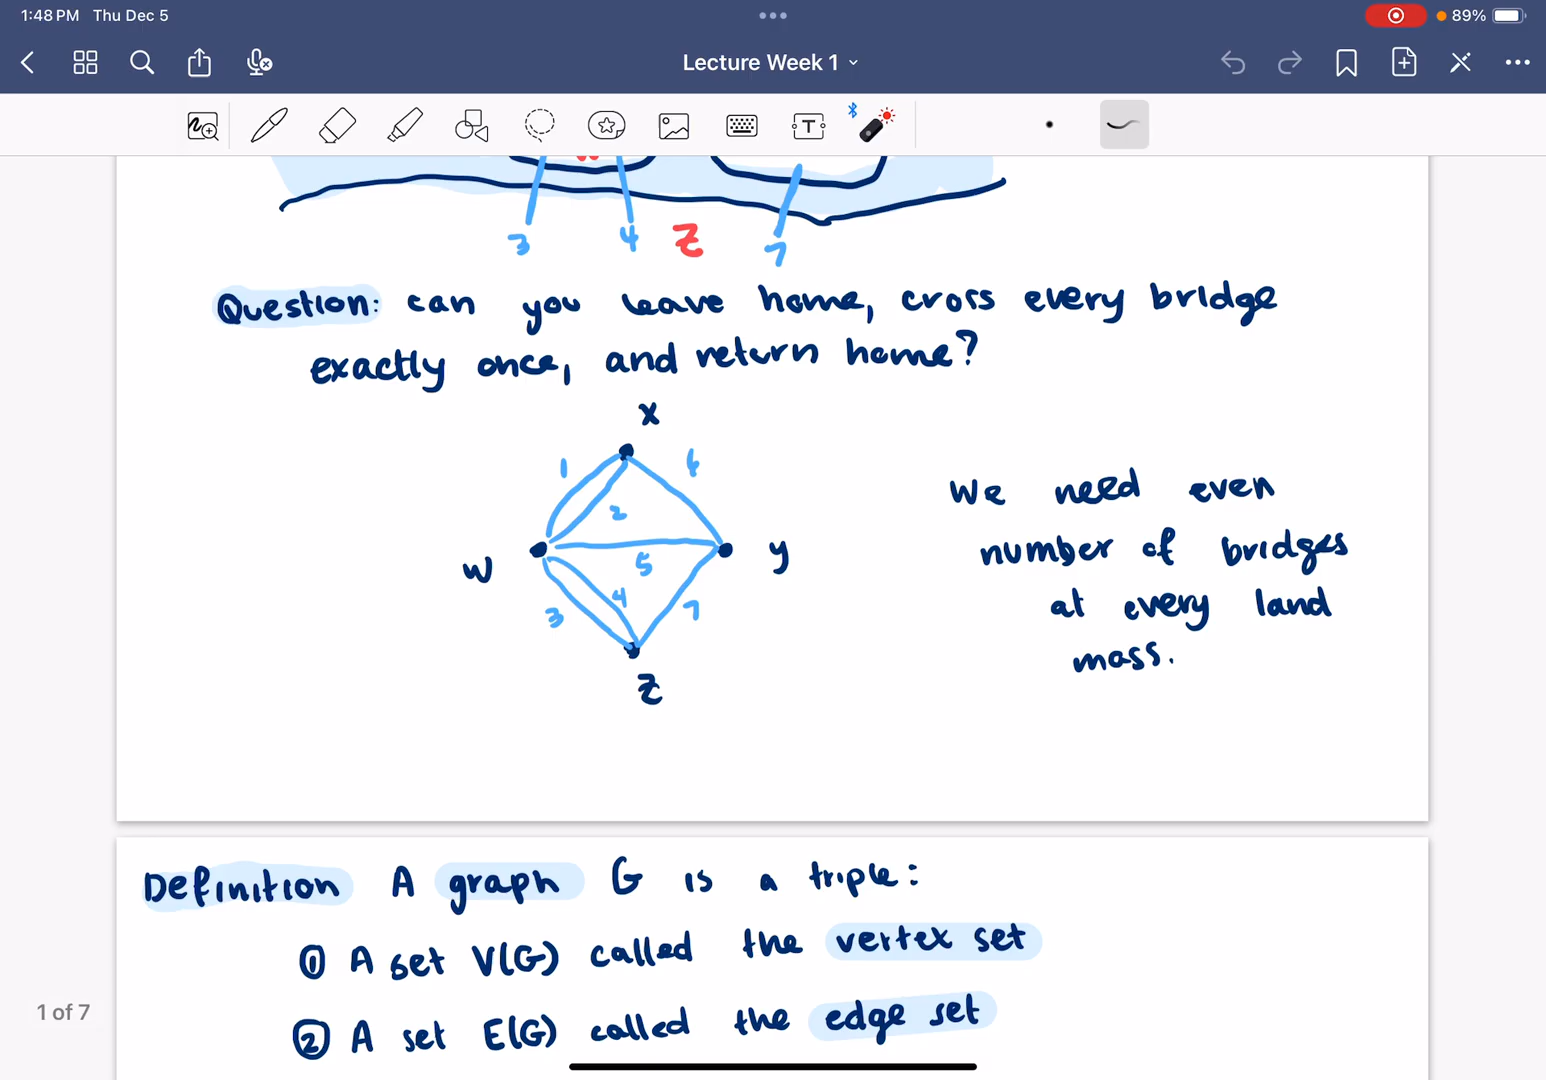 1:48 PM Thu Dec 5
89%
Lecture Week 1
T
3 4 Z 7
Question: can you leave home, cross every bridge
exactly once, and return home?
X
1 6
2
W 5 y
3 4 7
Z
We need even
number of bridges
at every land
mass.
Definition A graph G is a triple:
① A set V(G) called the vertex set
② A set E(G) called the edge set
1 of 7